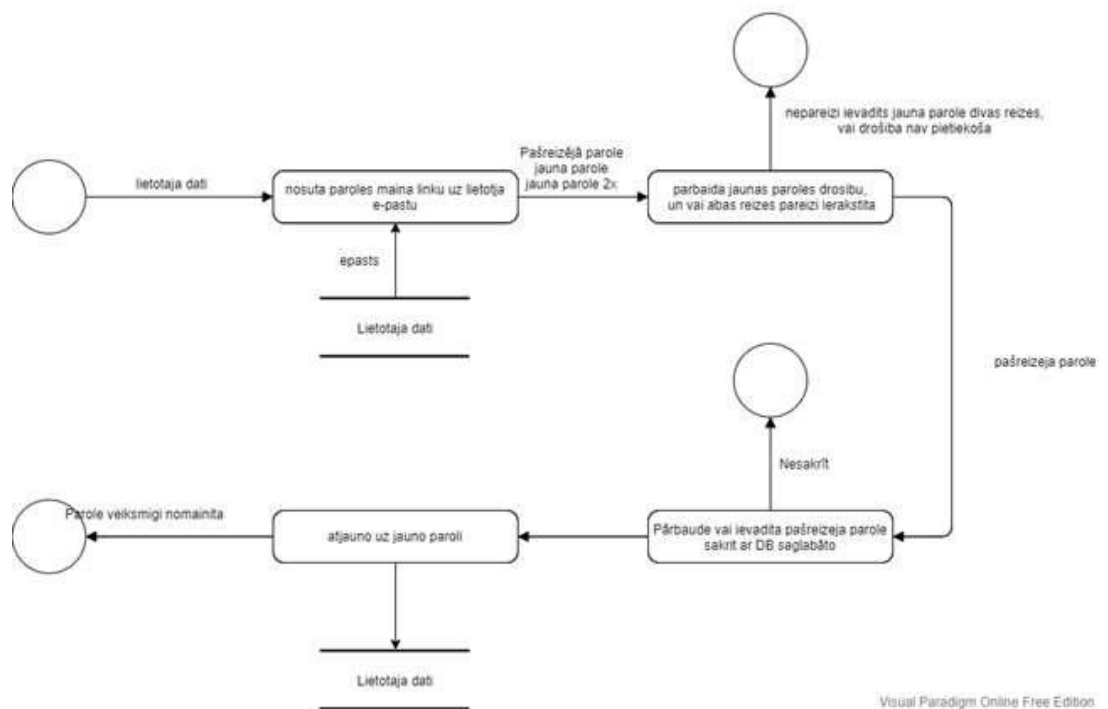 nepareizi ievadīts jauna parole divas reizes,
vai drošība nav pietiekoša
lietotaja dati
nosuta paroles maina linku uz lietotja
e-pastu
Pašreizējā parole
jauna parole
jauna parole 2x
parbaida jaunas paroles drosibu,
un vai abas reizes pareizi Ierakstita
epasts
Lietotaja dati
pašreizeja parole
Nesakrīt
Parole veiksmigi nomainita
atjauno uz jauno paroli
Pārbaude vai ievadita pašreizeja parole
sakrit ar DB saglabāto
Lietotaja dati
Visual Paradigm Online Free Edition